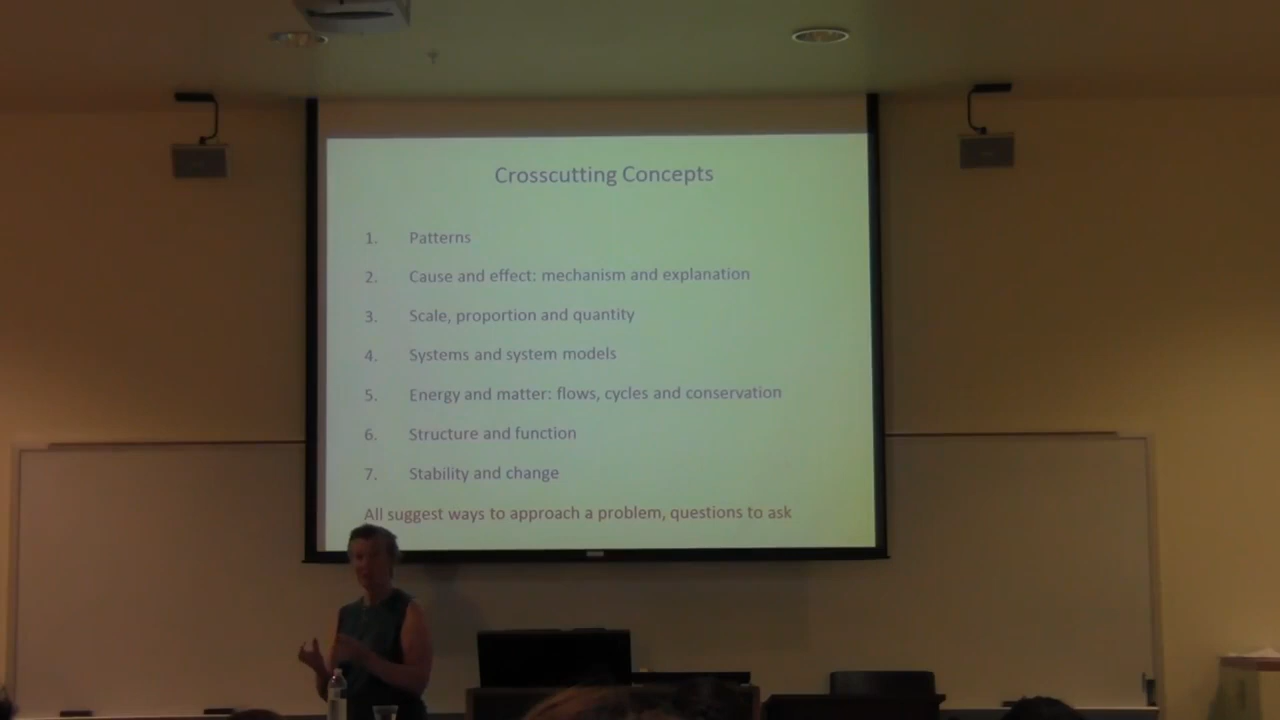 Crosscutting Concepts
1. Patterns
2. Cause and effect: mechanism and explanation
3. Scale, proportion and quantity
4. Systems and system models
5. Energy and matter: flows, cycles and conservation
6. Structure and function
7. Stability and change
All suggest ways to approach a problem, questions to ask